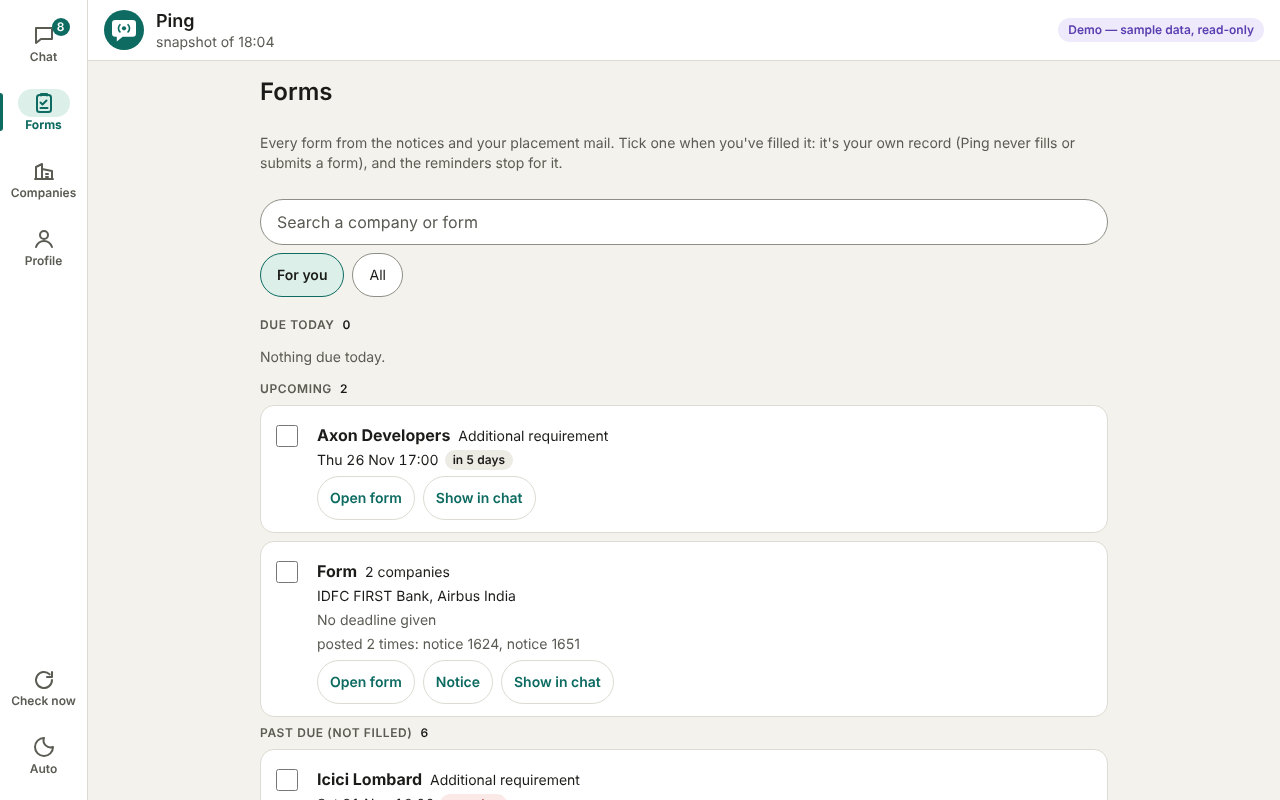 8
Chat
Forms
Companies
Profile
Check now
Auto
Ping
snapshot of 18:04
Demo — sample data, read-only
Forms
Every form from the notices and your placement mail. Tick one when you've filled it: it's your own record (Ping never fills or
submits a form), and the reminders stop for it.
Search a company or form
For you
All
DUE TODAY 0
Nothing due today.
UPCOMING 2
Axon Developers Additional requirement
Thu 26 Nov 17:00 in 5 days
Open form
Show in chat
Form 2 companies
IDFC FIRST Bank, Airbus India
No deadline given
posted 2 times: notice 1624, notice 1651
Open form
Notice
Show in chat
PAST DUE (NOT FILLED) 6
Icici Lombard Additional requirement